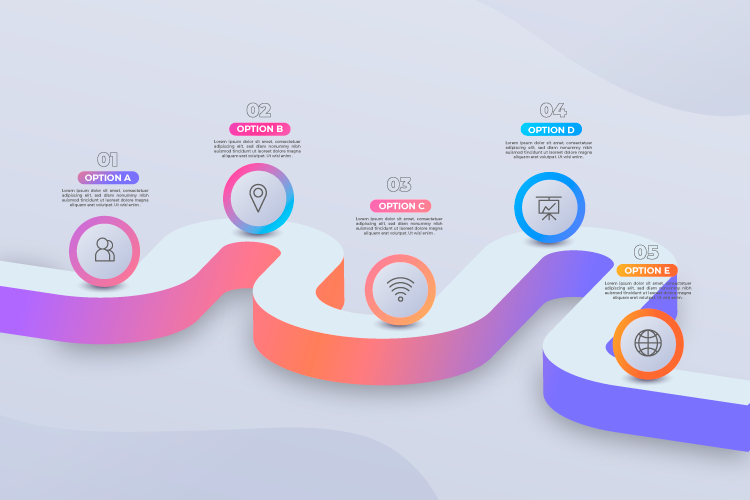 01
OPTION A
Lorem ipsum dolor sit amet, consectetuer
adipiscing elit, sed diam nonummy nibh
euismod tincidunt ut laoreet dolore magna
aliquam erat volutpat. Ut wisi enim .
02
OPTION B
Lorem ipsum dolor sit amet, consectetuer
adipiscing elit, sed diam nonummy nibh
euismod tincidunt ut laoreet dolore magna
aliquam erat volutpat. Ut wisi enim .
03
OPTION C
Lorem ipsum dolor sit amet, consectetuer
adipiscing elit, sed diam nonummy nibh
euismod tincidunt ut laoreet dolore magna
aliquam erat volutpat. Ut wisi enim .
04
OPTION D
Lorem ipsum dolor sit amet, consectetuer
adipiscing elit, sed diam nonummy nibh
euismod tincidunt ut laoreet dolore magna
aliquam erat volutpat. Ut wisi enim .
05
OPTION E
Lorem ipsum dolor sit amet, consectetuer
adipiscing elit, sed diam nonummy nibh
euismod tincidunt ut laoreet dolore magna
aliquam erat volutpat. Ut wisi enim .